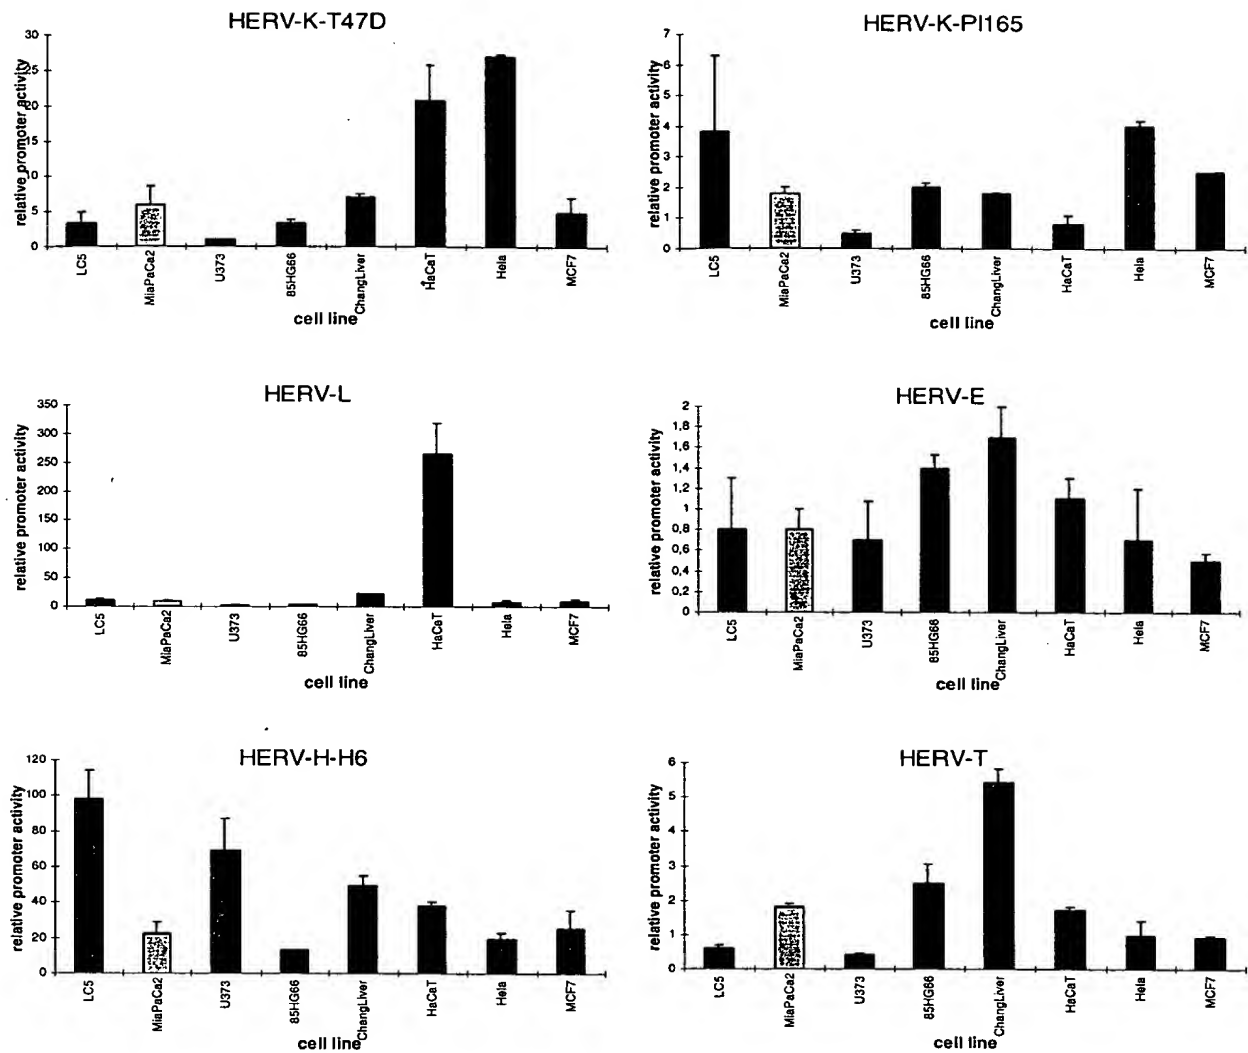 HERV-K-T47D
relative promoter activity
30
25
20
15
10
5
0
LC5
MiaPaCa2
U373
85HG66
ChangLiver
HaCaT
Hela
MCF7
cell line
HERV-K-PI165
relative promoter activity
7
6
5
4
3
2
1
0
LC5
MiaPaCa2
U373
85HG66
ChangLiver
HaCaT
Hela
MCF7
cell line
HERV-L
relative promoter activity
350
300
250
200
150
100
50
0
LC5
MiaPaCa2
U373
85HG66
ChangLiver
HaCaT
Hela
MCF7
cell line
HERV-E
relative promoter activity
2
1,8
1,6
1,4
1,2
1
0,8
0,6
0,4
0,2
0
LC5
MiaPaCa2
U373
85HG66
ChangLiver
HaCaT
Hela
MCF7
cell line
HERV-H-H6
relative promoter activity
120
100
80
60
40
20
0
LC5
MiaPaCa2
U373
85HG66
ChangLiver
HaCaT
Hela
MCF7
cell line
HERV-T
relative promoter activity
6
5
4
3
2
1
0
LC5
MiaPaCa2
U373
85HG66
ChangLiver
HaCaT
Hela
MCF7
cell line